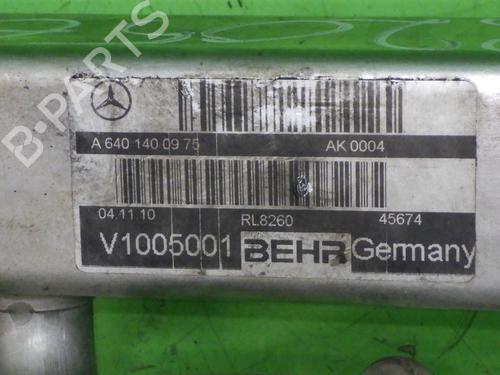 A 640 140 09 75 AK 0004
04.11.10 RL8260 45674
V1005001 BEHR Germany
B-PARTS